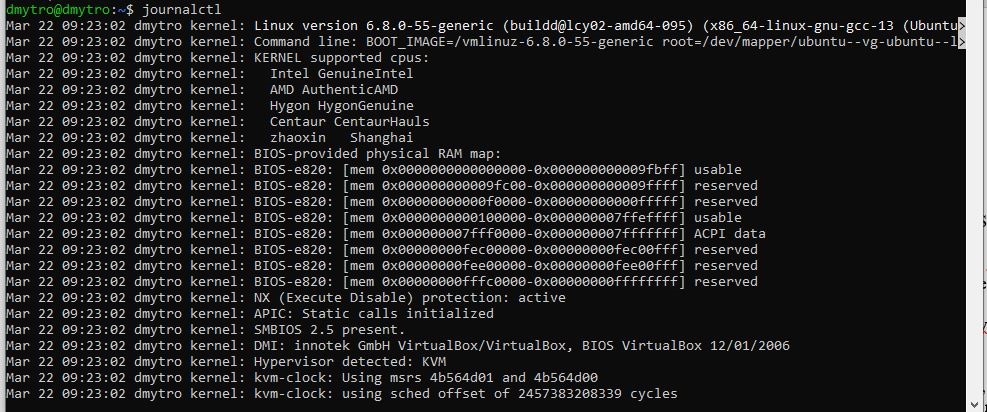 dmytro@dmytro:~$ journalctl
Mar 22 09:23:02 dmytro kernel: Linux version 6.8.0-55-generic (buildd@lcy02-amd64-095) (x86_64-linux-gnu-gcc-13 (Ubuntu>
Mar 22 09:23:02 dmytro kernel: Command line: BOOT_IMAGE=/vmlinuz-6.8.0-55-generic root=/dev/mapper/ubuntu--vg-ubuntu--l>
Mar 22 09:23:02 dmytro kernel: KERNEL supported cpus:
Mar 22 09:23:02 dmytro kernel:   Intel GenuineIntel
Mar 22 09:23:02 dmytro kernel:   AMD AuthenticAMD
Mar 22 09:23:02 dmytro kernel:   Hygon HygonGenuine
Mar 22 09:23:02 dmytro kernel:   Centaur CentaurHauls
Mar 22 09:23:02 dmytro kernel:   zhaoxin   Shanghai
Mar 22 09:23:02 dmytro kernel: BIOS-provided physical RAM map:
Mar 22 09:23:02 dmytro kernel: BIOS-e820: [mem 0x0000000000000000-0x000000000009fbff] usable
Mar 22 09:23:02 dmytro kernel: BIOS-e820: [mem 0x000000000009fc00-0x000000000009ffff] reserved
Mar 22 09:23:02 dmytro kernel: BIOS-e820: [mem 0x00000000000f0000-0x00000000000fffff] reserved
Mar 22 09:23:02 dmytro kernel: BIOS-e820: [mem 0x0000000000100000-0x000000007ffeffff] usable
Mar 22 09:23:02 dmytro kernel: BIOS-e820: [mem 0x000000007fff0000-0x000000007fffffff] ACPI data
Mar 22 09:23:02 dmytro kernel: BIOS-e820: [mem 0x00000000fec00000-0x00000000fec00fff] reserved
Mar 22 09:23:02 dmytro kernel: BIOS-e820: [mem 0x00000000fee00000-0x00000000fee00fff] reserved
Mar 22 09:23:02 dmytro kernel: BIOS-e820: [mem 0x00000000fffc0000-0x00000000ffffffff] reserved
Mar 22 09:23:02 dmytro kernel: NX (Execute Disable) protection: active
Mar 22 09:23:02 dmytro kernel: APIC: Static calls initialized
Mar 22 09:23:02 dmytro kernel: SMBIOS 2.5 present.
Mar 22 09:23:02 dmytro kernel: DMI: innotek GmbH VirtualBox/VirtualBox, BIOS VirtualBox 12/01/2006
Mar 22 09:23:02 dmytro kernel: Hypervisor detected: KVM
Mar 22 09:23:02 dmytro kernel: kvm-clock: Using msrs 4b564d01 and 4b564d00
Mar 22 09:23:02 dmytro kernel: kvm-clock: using sched offset of 2457383208339 cycles